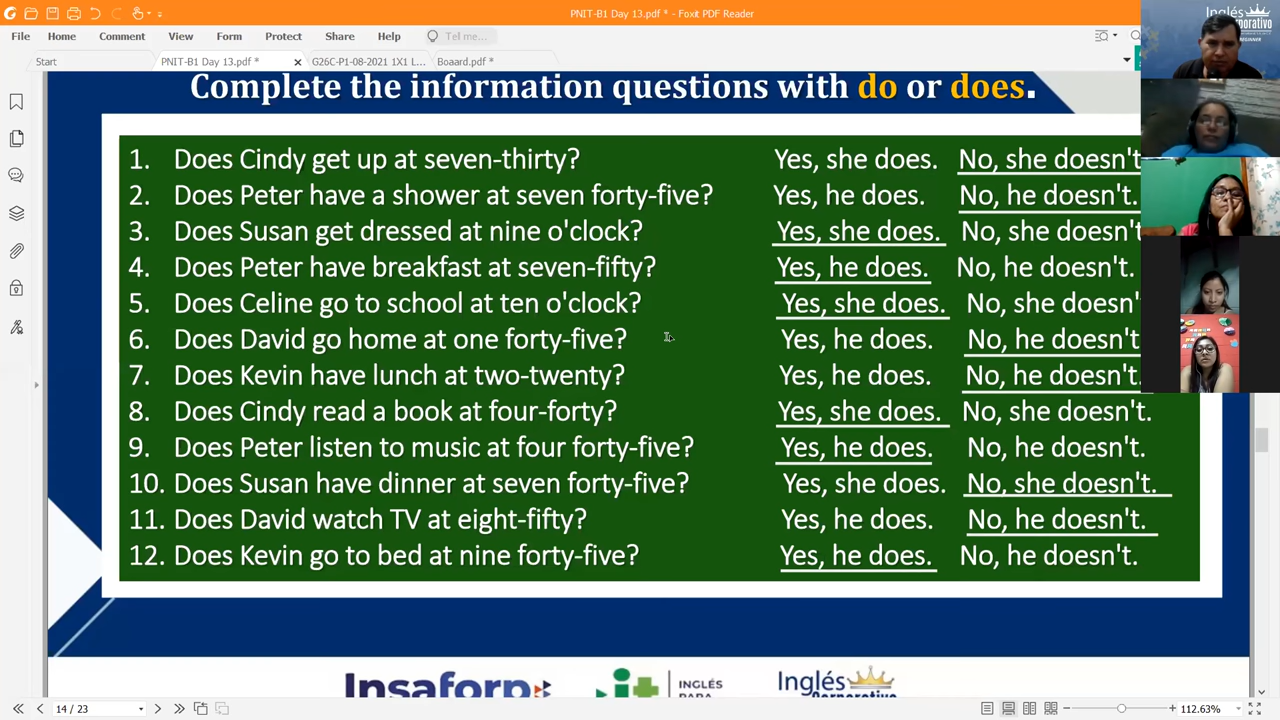 PNIT-B1 Day 13.pdf * - Foxit PDF Reader
File Home Comment View Form Protect Share Help Tell me...
Start PNIT-B1 Day 13.pdf * G26C-P1-08-2021 1X1 L... Boaard.pdf *
Inglés
Corporativo
Complete the information questions with do or does.
1. Does Cindy get up at seven-thirty? Yes, she does. No, she doesn't.
2. Does Peter have a shower at seven forty-five? Yes, he does. No, he doesn't.
3. Does Susan get dressed at nine o'clock? Yes, she does. No, she doesn't
4. Does Peter have breakfast at seven-fifty? Yes, he does. No, he doesn't.
5. Does Celine go to school at ten o'clock? Yes, she does. No, she doesn'
6. Does David go home at one forty-five? Yes, he does. No, he doesn't
7. Does Kevin have lunch at two-twenty? Yes, he does. No, he doesn't.
8. Does Cindy read a book at four-forty? Yes, she does. No, she doesn't.
9. Does Peter listen to music at four forty-five? Yes, he does. No, he doesn't.
10. Does Susan have dinner at seven forty-five? Yes, she does. No, she doesn't.
11. Does David watch TV at eight-fifty? Yes, he does. No, he doesn't.
12. Does Kevin go to bed at nine forty-five? Yes, he does. No, he doesn't.
Insaforp
it INGLÉS
PARA
Inglés
14 / 23 112.63%